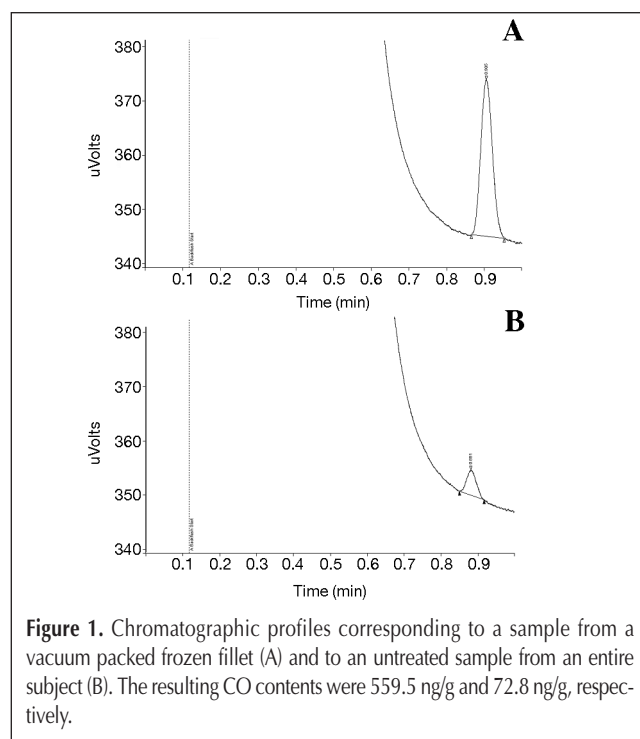 A
380
370
360
350
340
uVolts
0.1 0.2 0.3 0.4 0.5 0.6 0.7 0.8 0.9
Time (min)
B
380
370
360
350
340
uVolts
0.1 0.2 0.3 0.4 0.5 0.6 0.7 0.8 0.9
Time (min)
Figure 1. Chromatographic profiles corresponding to a sample from a
vacuum packed frozen fillet (A) and to an untreated sample from an entire
subject (B). The resulting CO contents were 559.5 ng/g and 72.8 ng/g, respec-
tively.